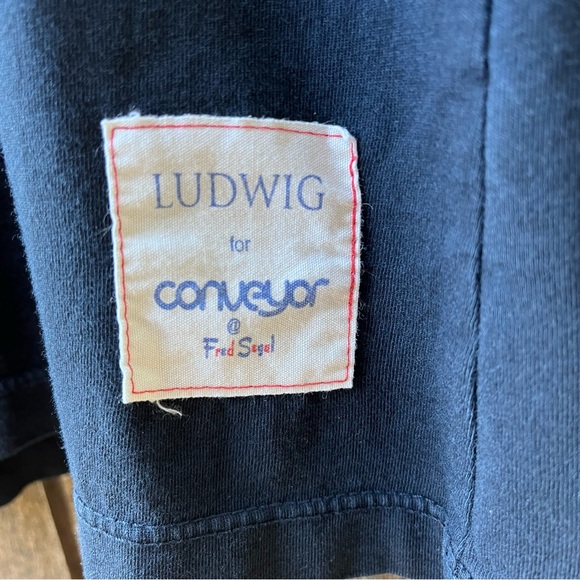 LUDWIG
for
conveyor
@
Fred Segal